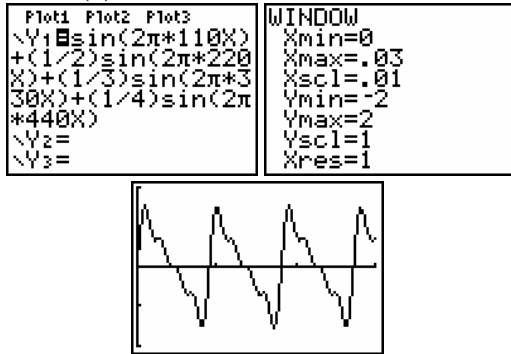 Plot1 Plot2 Plot3
\Y₁=sin(2π*110X)
+(1/2)sin(2π*220
X)+(1/3)sin(2π*3
30X)+(1/4)sin(2π
*440X)
\Y₂=
\Y₃=
WINDOW
Xmin=0
Xmax=.03
Xscl=.01
Ymin=-2
Ymax=2
Yscl=1
Xres=1